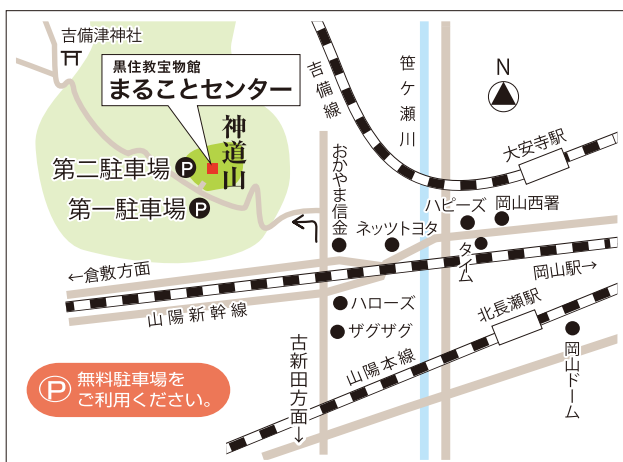 吉備津神社
黒住教宝物館
まることセンター
神道山
第二駐車場 P
第一駐車場 P
吉備線
笹ケ瀬川
N
大安寺駅
おかやま信金
ネッツトヨタ
ハピーズ
岡山西署
タイム
←倉敷方面
岡山駅→
山陽新幹線
ハローズ
ザグザグ
北長瀬駅
山陽本線
岡山ドーム
古新田方面→
P 無料駐車場を
ご利用ください。